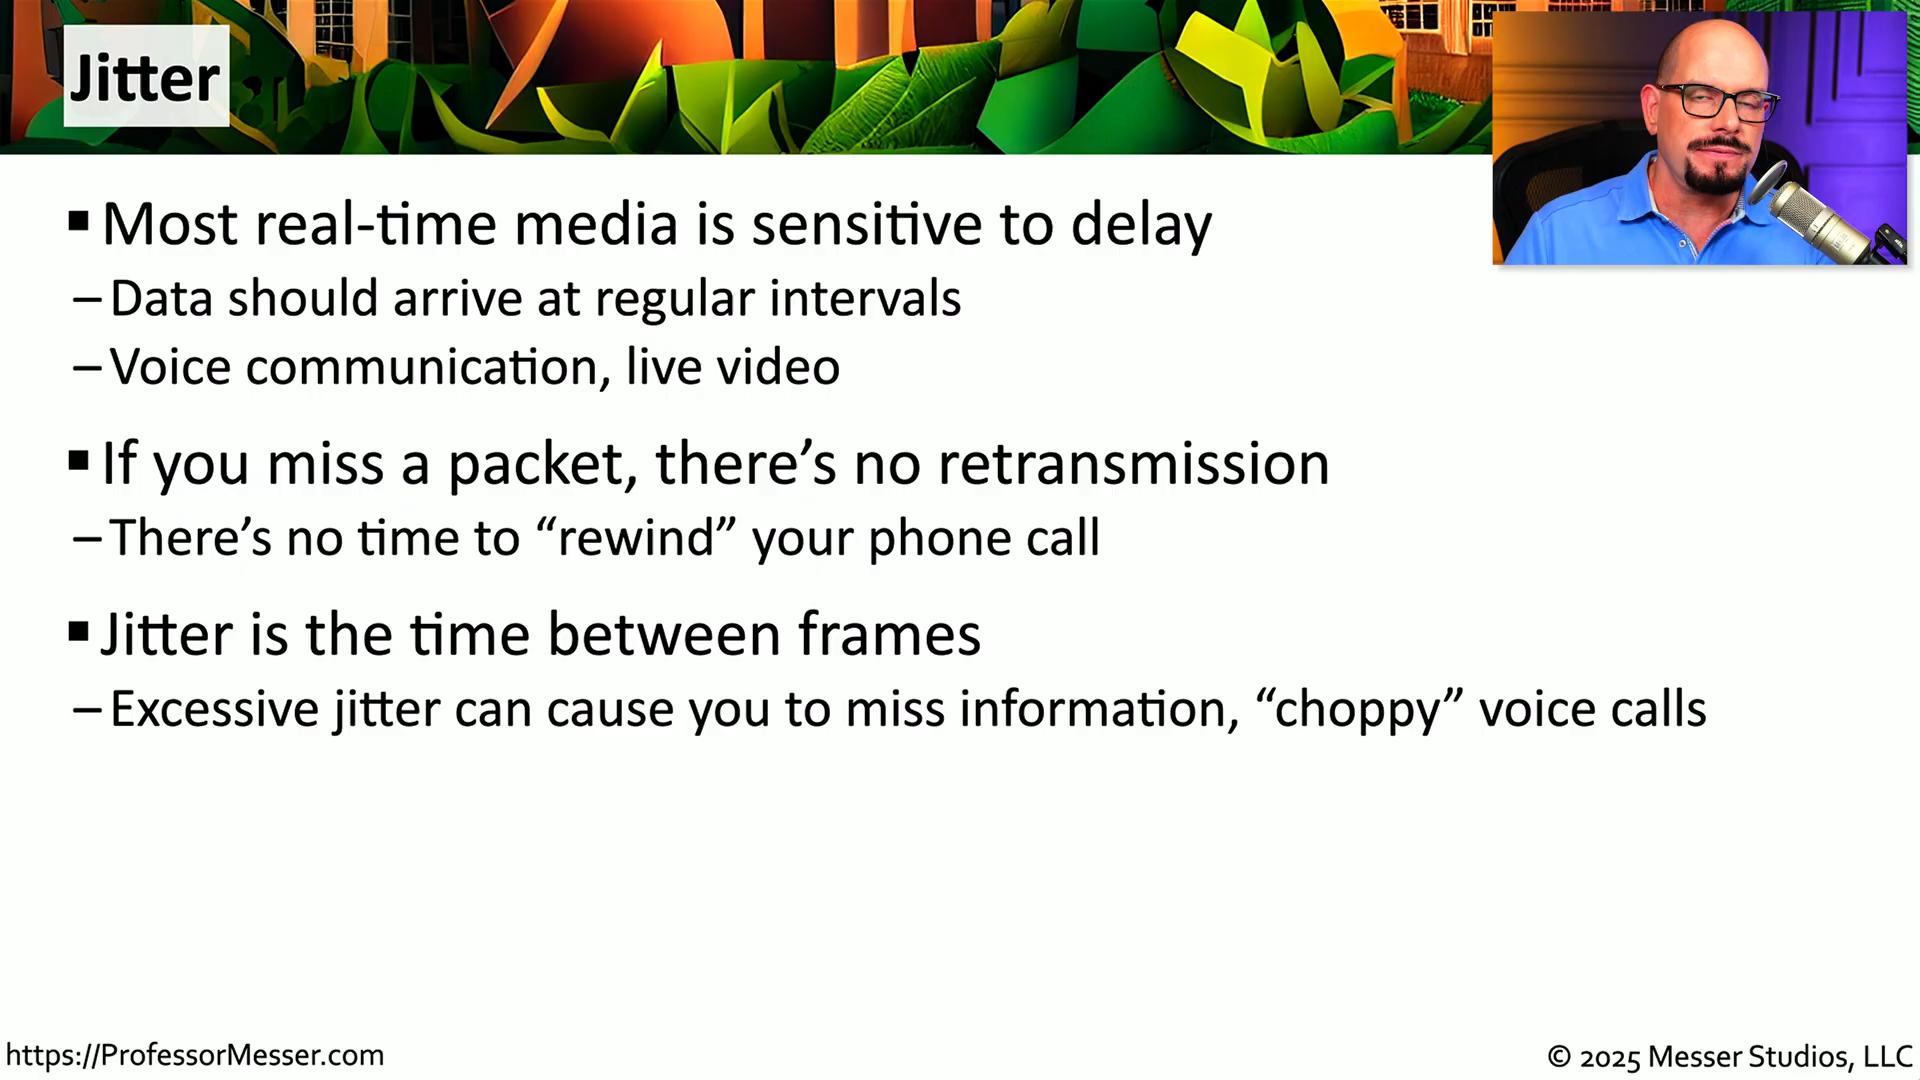 Jitter
▪ Most real-time media is sensitive to delay
– Data should arrive at regular intervals
– Voice communication, live video
▪ If you miss a packet, there’s no retransmission
– There’s no time to “rewind” your phone call
▪ Jitter is the time between frames
– Excessive jitter can cause you to miss information, “choppy” voice calls
https://ProfessorMesser.com
© 2025 Messer Studios, LLC